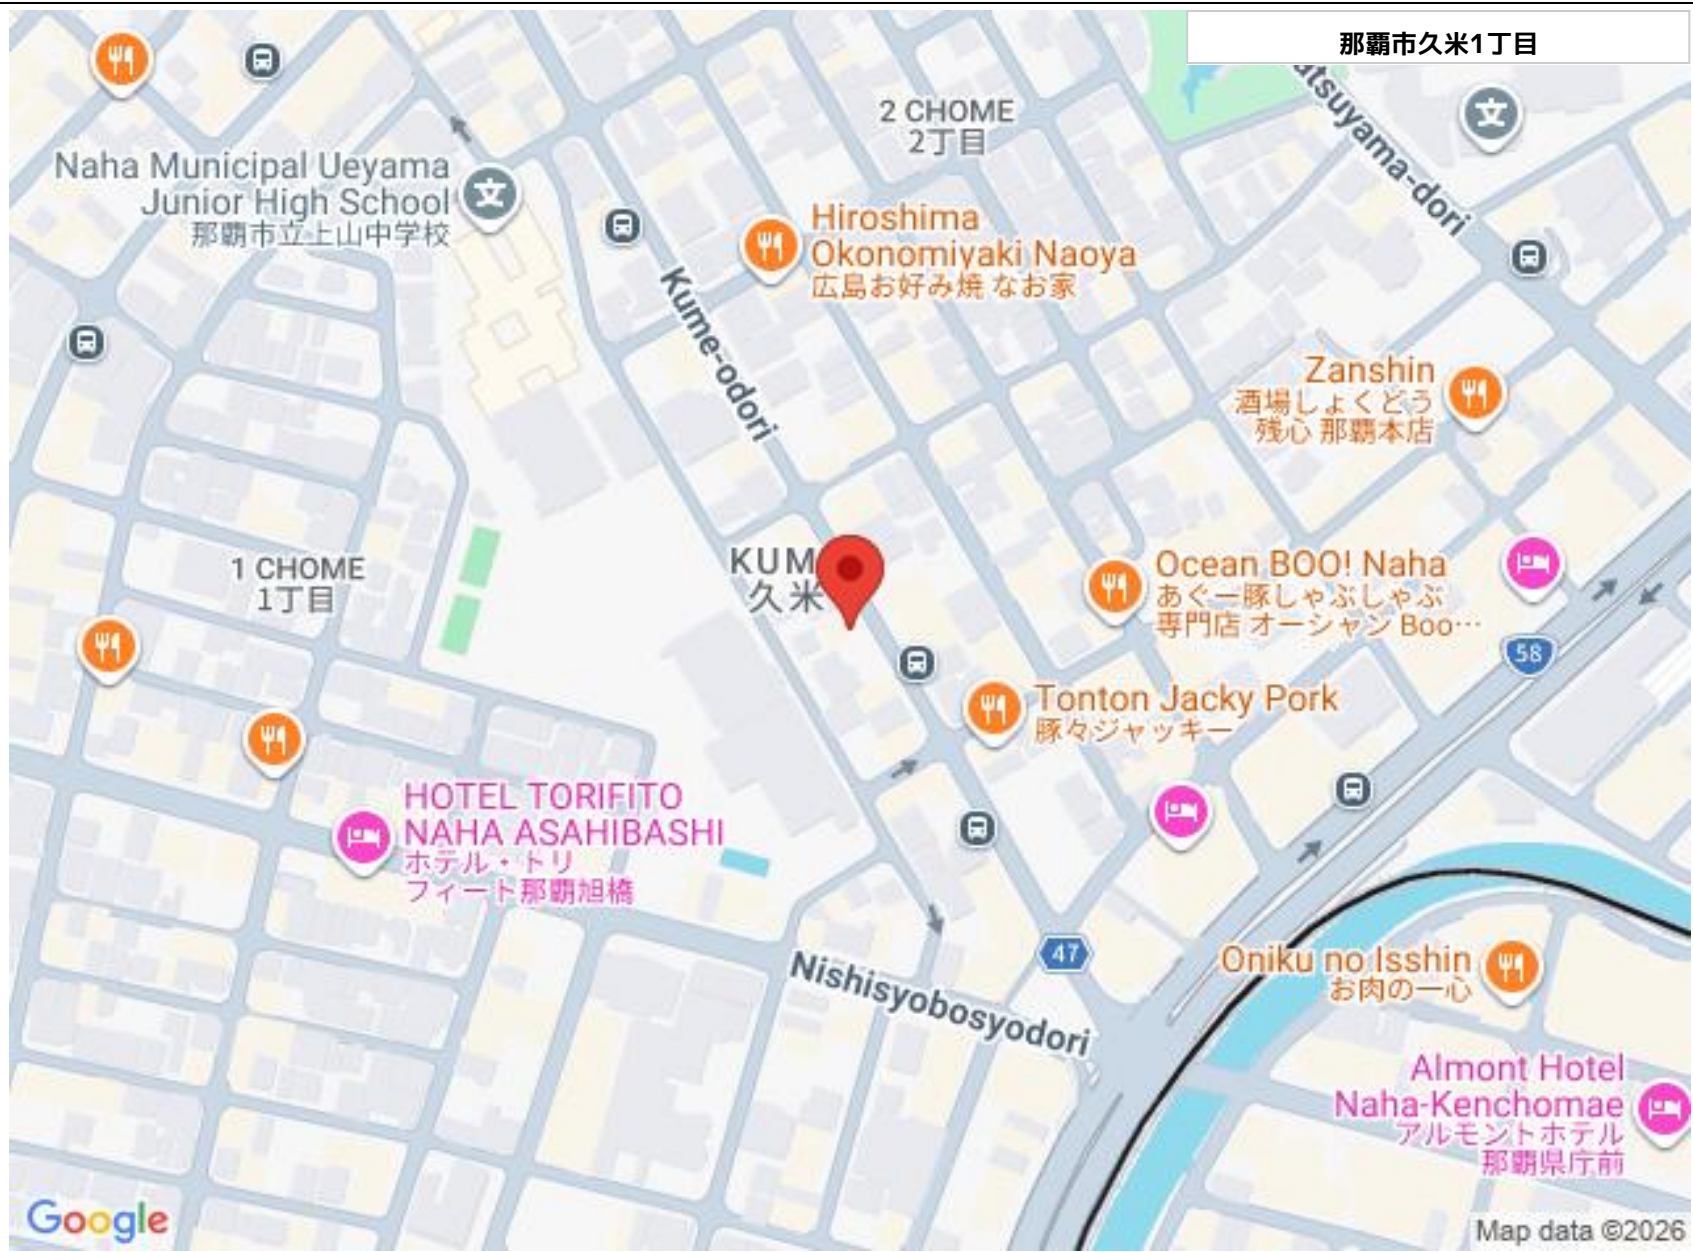 那覇市久米1丁目
atsuyama-dori
2 CHOME
2丁目
Naha Municipal Ueyama
Junior High School
那覇市立上山中学校
文
文
Hiroshima
Okonomiyaki Naoya
広島お好み焼 なお家
Kume-odori
Zanshin
酒場しょくどう
残心 那覇本店
KUM
久米
1 CHOME
1丁目
Ocean BOO! Naha
あぐー豚しゃぶしゃぶ
専門店 オーシャン Boo…
58
Tonton Jacky Pork
豚々ジャッキー
HOTEL TORIFITO
NAHA ASAHIBASHI
ホテル・トリ
フィート那覇旭橋
47
Nishisyobosyodori
Oniku no Isshin
お肉の一心
Almont Hotel
Naha-Kenchomae
アルモントホテル
那覇県庁前
Google
Map data ©2026